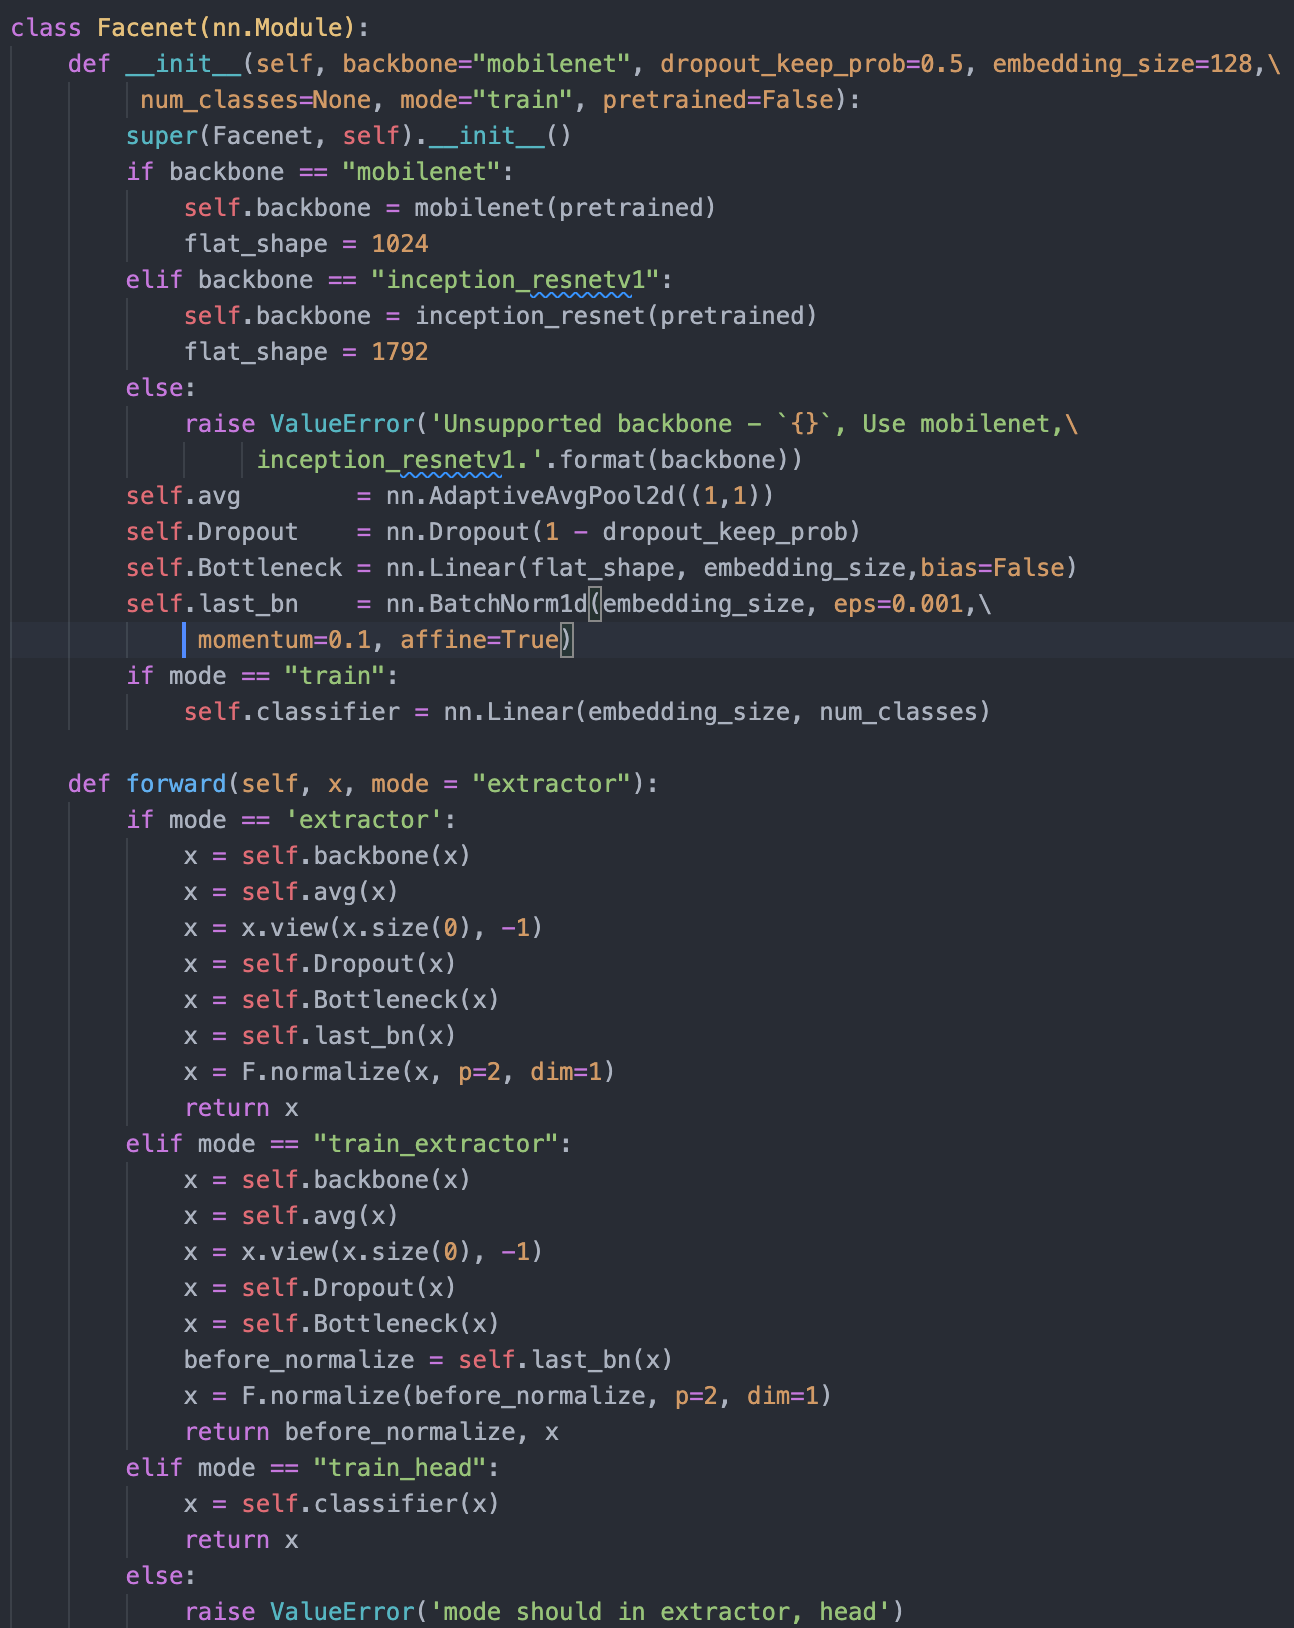 class Facenet(nn.Module):
    def __init__(self, backbone="mobilenet", dropout_keep_prob=0.5, embedding_size=128,\
         num_classes=None, mode="train", pretrained=False):
        super(Facenet, self).__init__()
        if backbone == "mobilenet":
            self.backbone = mobilenet(pretrained)
            flat_shape = 1024
        elif backbone == "inception_resnetv1":
            self.backbone = inception_resnet(pretrained)
            flat_shape = 1792
        else:
            raise ValueError('Unsupported backbone - `{}`, Use mobilenet,\
                 inception_resnetv1.'.format(backbone))
        self.avg        = nn.AdaptiveAvgPool2d((1,1))
        self.Dropout    = nn.Dropout(1 - dropout_keep_prob)
        self.Bottleneck = nn.Linear(flat_shape, embedding_size,bias=False)
        self.last_bn    = nn.BatchNorm1d(embedding_size, eps=0.001,\
             momentum=0.1, affine=True)
        if mode == "train":
            self.classifier = nn.Linear(embedding_size, num_classes)

    def forward(self, x, mode = "extractor"):
        if mode == 'extractor':
            x = self.backbone(x)
            x = self.avg(x)
            x = x.view(x.size(0), -1)
            x = self.Dropout(x)
            x = self.Bottleneck(x)
            x = self.last_bn(x)
            x = F.normalize(x, p=2, dim=1)
            return x
        elif mode == "train_extractor":
            x = self.backbone(x)
            x = self.avg(x)
            x = x.view(x.size(0), -1)
            x = self.Dropout(x)
            x = self.Bottleneck(x)
            before_normalize = self.last_bn(x)
            x = F.normalize(before_normalize, p=2, dim=1)
            return before_normalize, x
        elif mode == "train_head":
            x = self.classifier(x)
            return x
        else:
            raise ValueError('mode should in extractor, head')